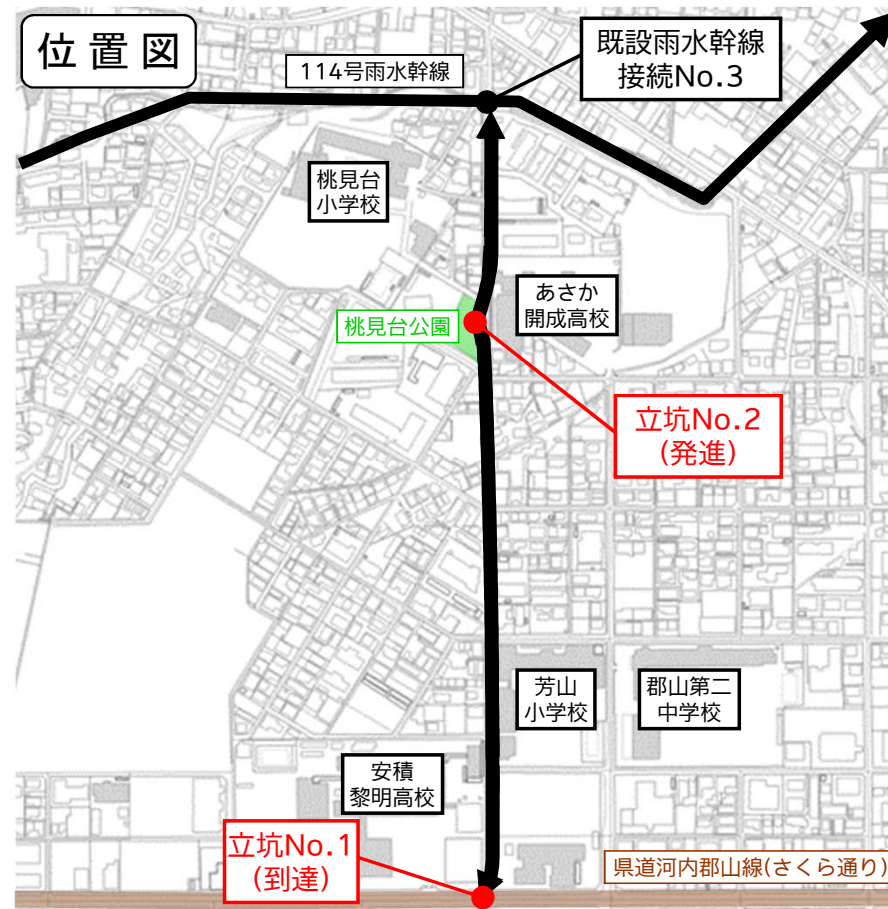 位置図
既設雨水幹線
接続No.3
114号雨水幹線
桃見台
小学校
あさか
開成高校
桃見台公園
立坑No.2
(発進)
芳山
小学校
郡山第二
中学校
安積
黎明高校
立坑No.1
(到達)
県道河内郡山線(さくら通り)